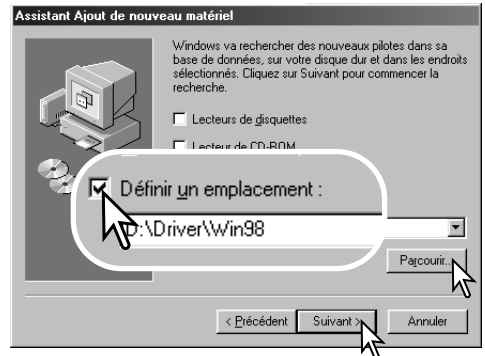 Assistant Ajout de nouveau matériel
Windows va rechercher des nouveaux pilotes dans sa
base de données, sur votre disque dur et dans les endroits
sélectionnés. Cliquez sur Suivant pour commencer la
recherche.
Lecteurs de disquettes
Lecteur de CD-ROM
Définir un emplacement :
D:\Driver\Win98
Parcourir...
< Précédent
Suivant >
Annuler